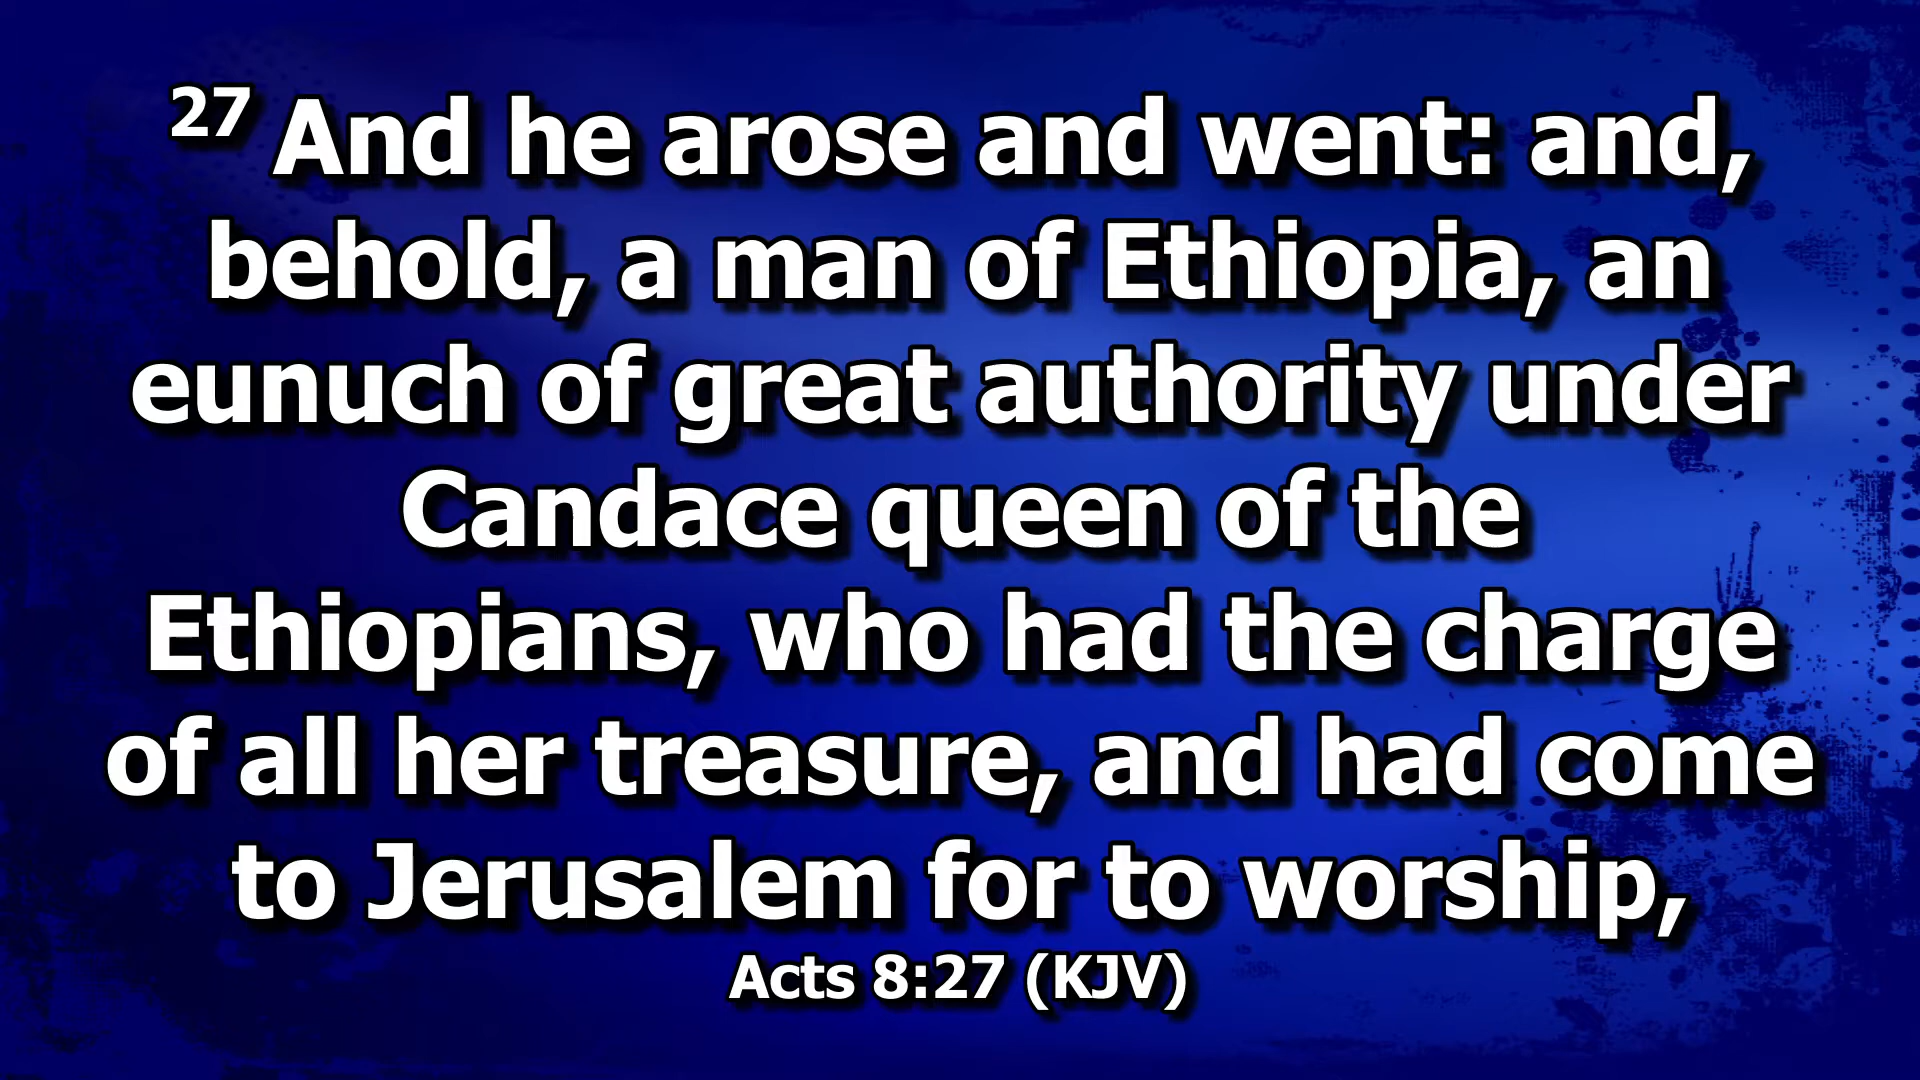 27 And he arose and went: and,
behold, a man of Ethiopia, an
eunuch of great authority under
Candace queen of the
Ethiopians, who had the charge
of all her treasure, and had come
to Jerusalem for to worship,
Acts 8:27 (KJV)